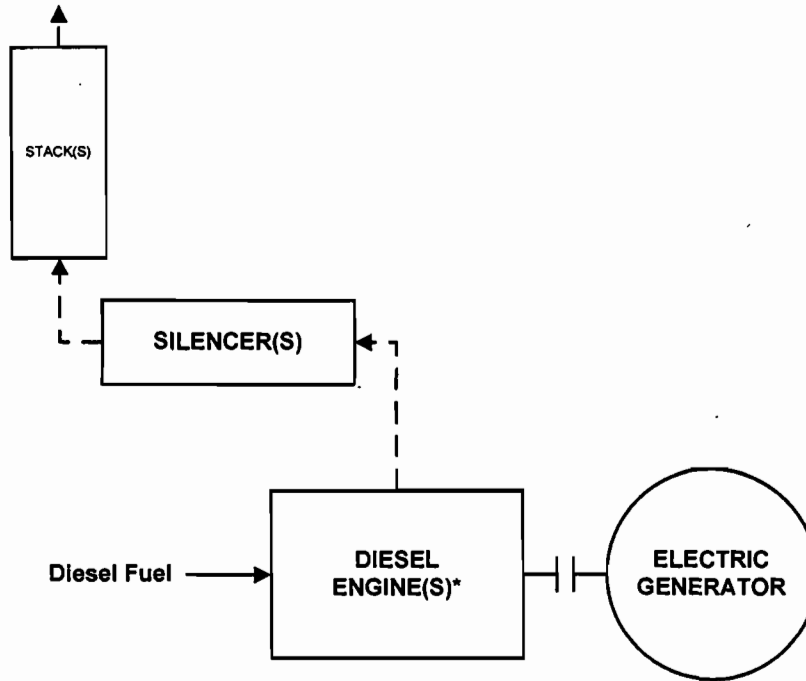 STACK(S)
SILENCER(S)
Diesel Fuel
DIESEL
ENGINE(S)*
ELECTRIC
GENERATOR